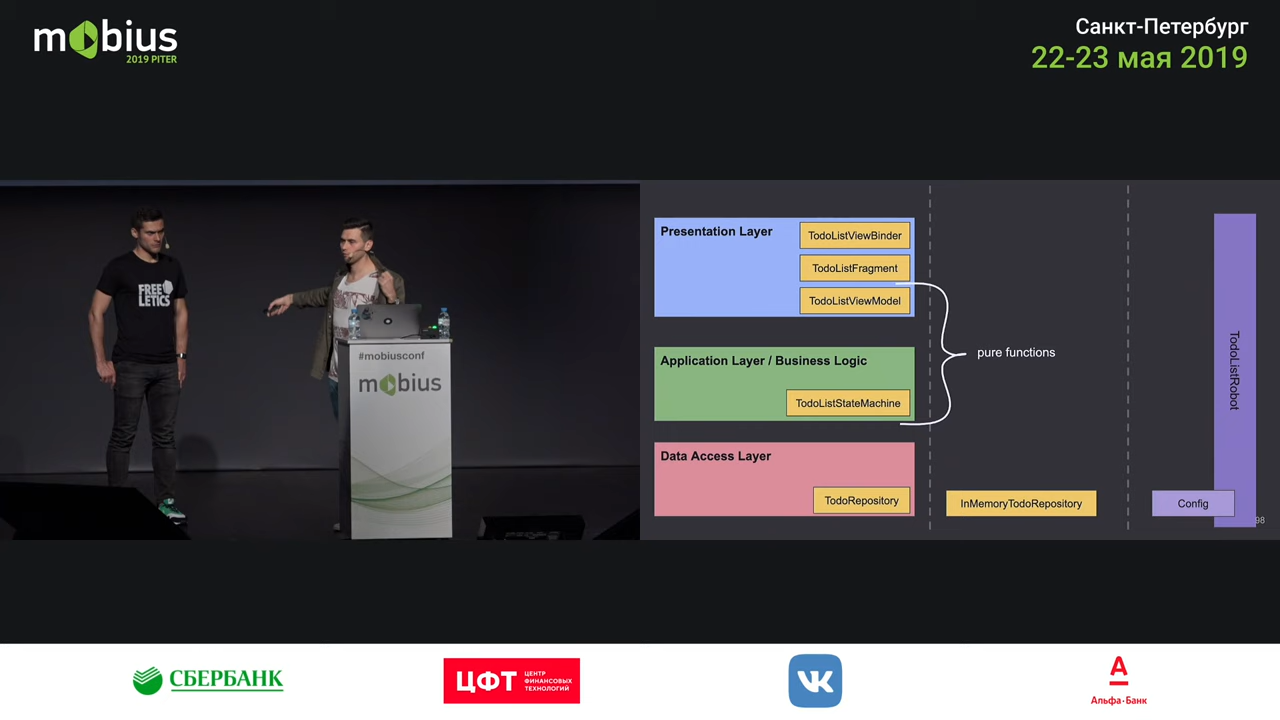 mobius
2019 PITER
Санкт-Петербург
22-23 мая 2019
FREE
LETICS
#mobiusconf
mobius
Presentation Layer
TodoListViewBinder
TodoListFragment
TodoListViewModel
pure functions
Application Layer / Business Logic
TodoListStateMachine
Data Access Layer
TodoRepository
InMemoryTodoRepository
Config
TodoListRobot
98
СБЕРБАНК
ЦФТ
ЦЕНТР
ФИНАНСОВЫХ
ТЕХНОЛОГИЙ
VK
А
Альфа·Банк